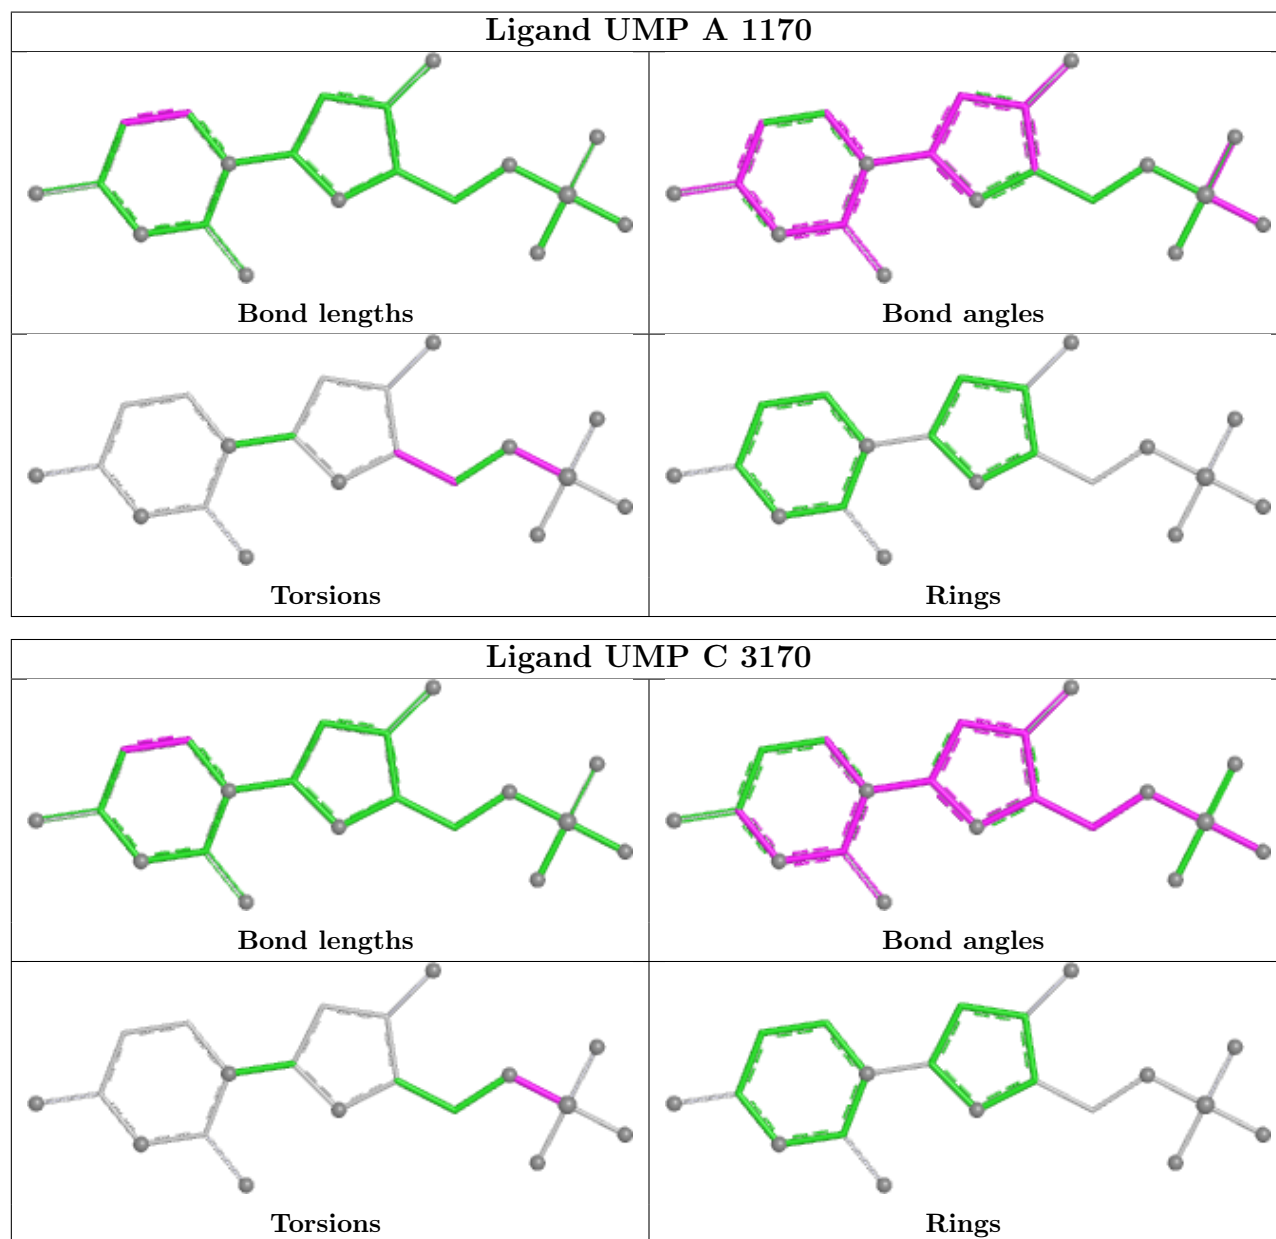 Ligand UMP A 1170
Bond lengths
Bond angles
Torsions
Rings
Ligand UMP C 3170
Bond lengths
Bond angles
Torsions
Rings